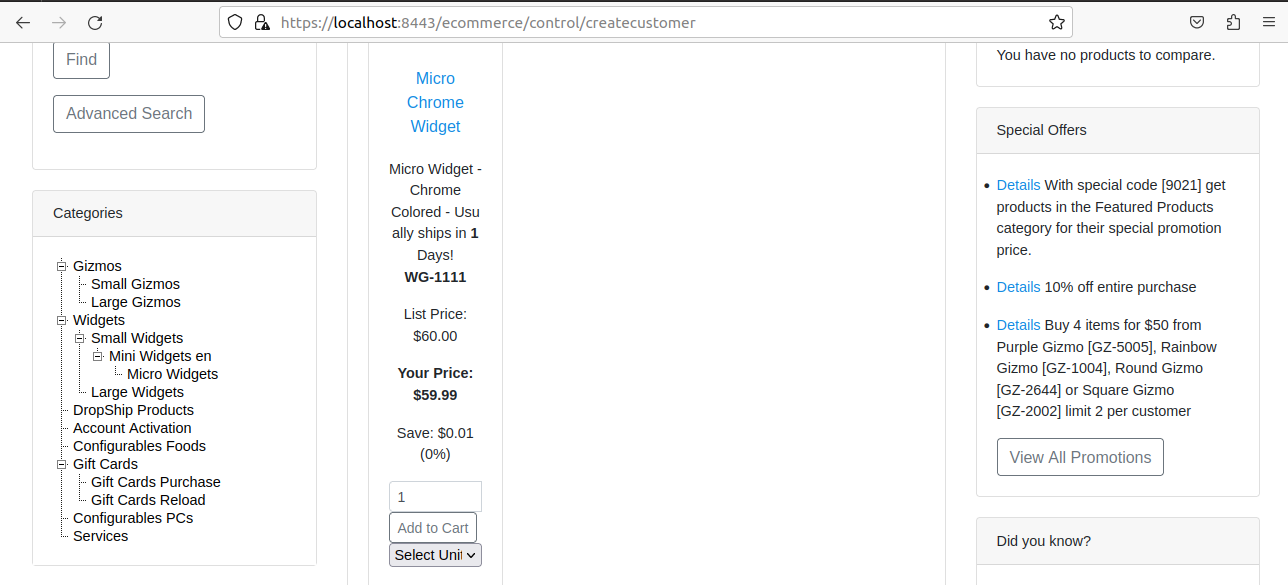 https://localhost:8443/ecommerce/control/createcustomer
Find
Advanced Search
Categories
Gizmos
Small Gizmos
Large Gizmos
Widgets
Small Widgets
Mini Widgets en
Micro Widgets
Large Widgets
DropShip Products
Account Activation
Configurables Foods
Gift Cards
Gift Cards Purchase
Gift Cards Reload
Configurables PCs
Services
Micro
Chrome
Widget
Micro Widget -
Chrome
Colored - Usu
ally ships in 1
Days!
WG-1111
List Price:
$60.00
Your Price:
$59.99
Save: $0.01
(0%)
1
Add to Cart
Select Unit
You have no products to compare.
Special Offers
Details With special code [9021] get
products in the Featured Products
category for their special promotion
price.
Details 10% off entire purchase
Details Buy 4 items for $50 from
Purple Gizmo [GZ-5005], Rainbow
Gizmo [GZ-1004], Round Gizmo
[GZ-2644] or Square Gizmo
[GZ-2002] limit 2 per customer
View All Promotions
Did you know?